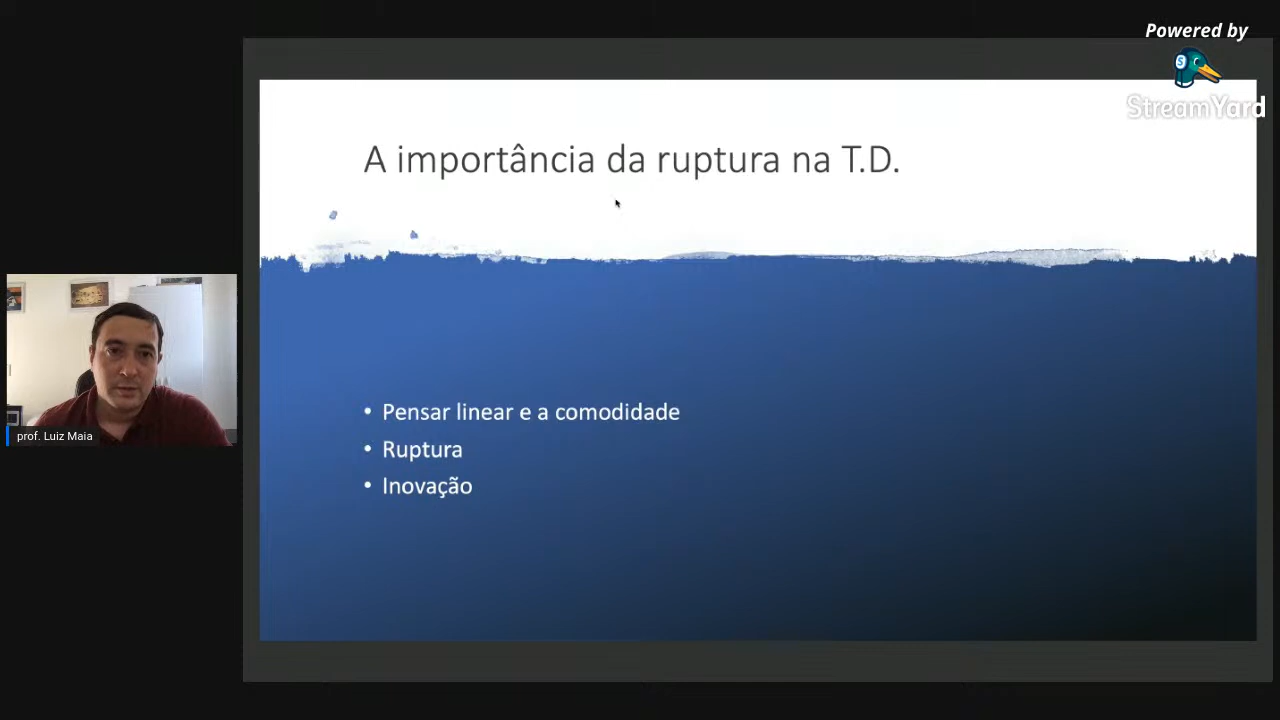 Powered by
StreamYard
A importância da ruptura na T.D.
• Pensar linear e a comodidade
• Ruptura
• Inovação
prof. Luiz Maia